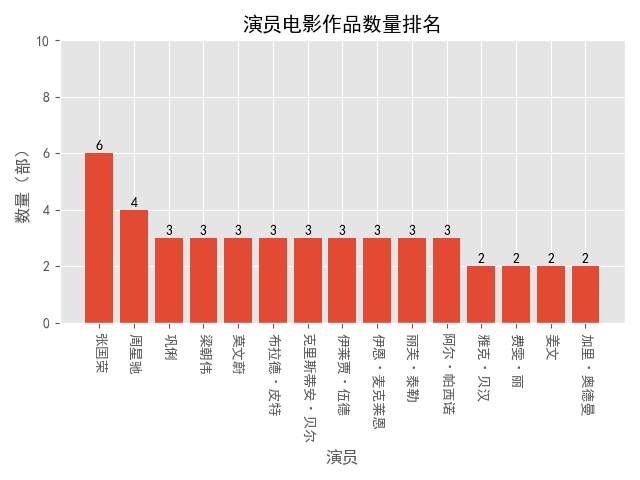 演员电影作品数量排名
数量（部）
10
8
6
4
2
0
6
4
3
3
3
3
3
3
3
3
3
2
2
2
2
张国荣
周星驰
巩俐
梁朝伟
莫文蔚
布拉德·皮特
克里斯蒂安·贝尔
伊莱贾·伍德
伊恩·麦克莱恩
丽芙·泰勒
阿尔·帕西诺
雅克·贝汉
费雯·丽
姜文
加里·奥德曼
演员